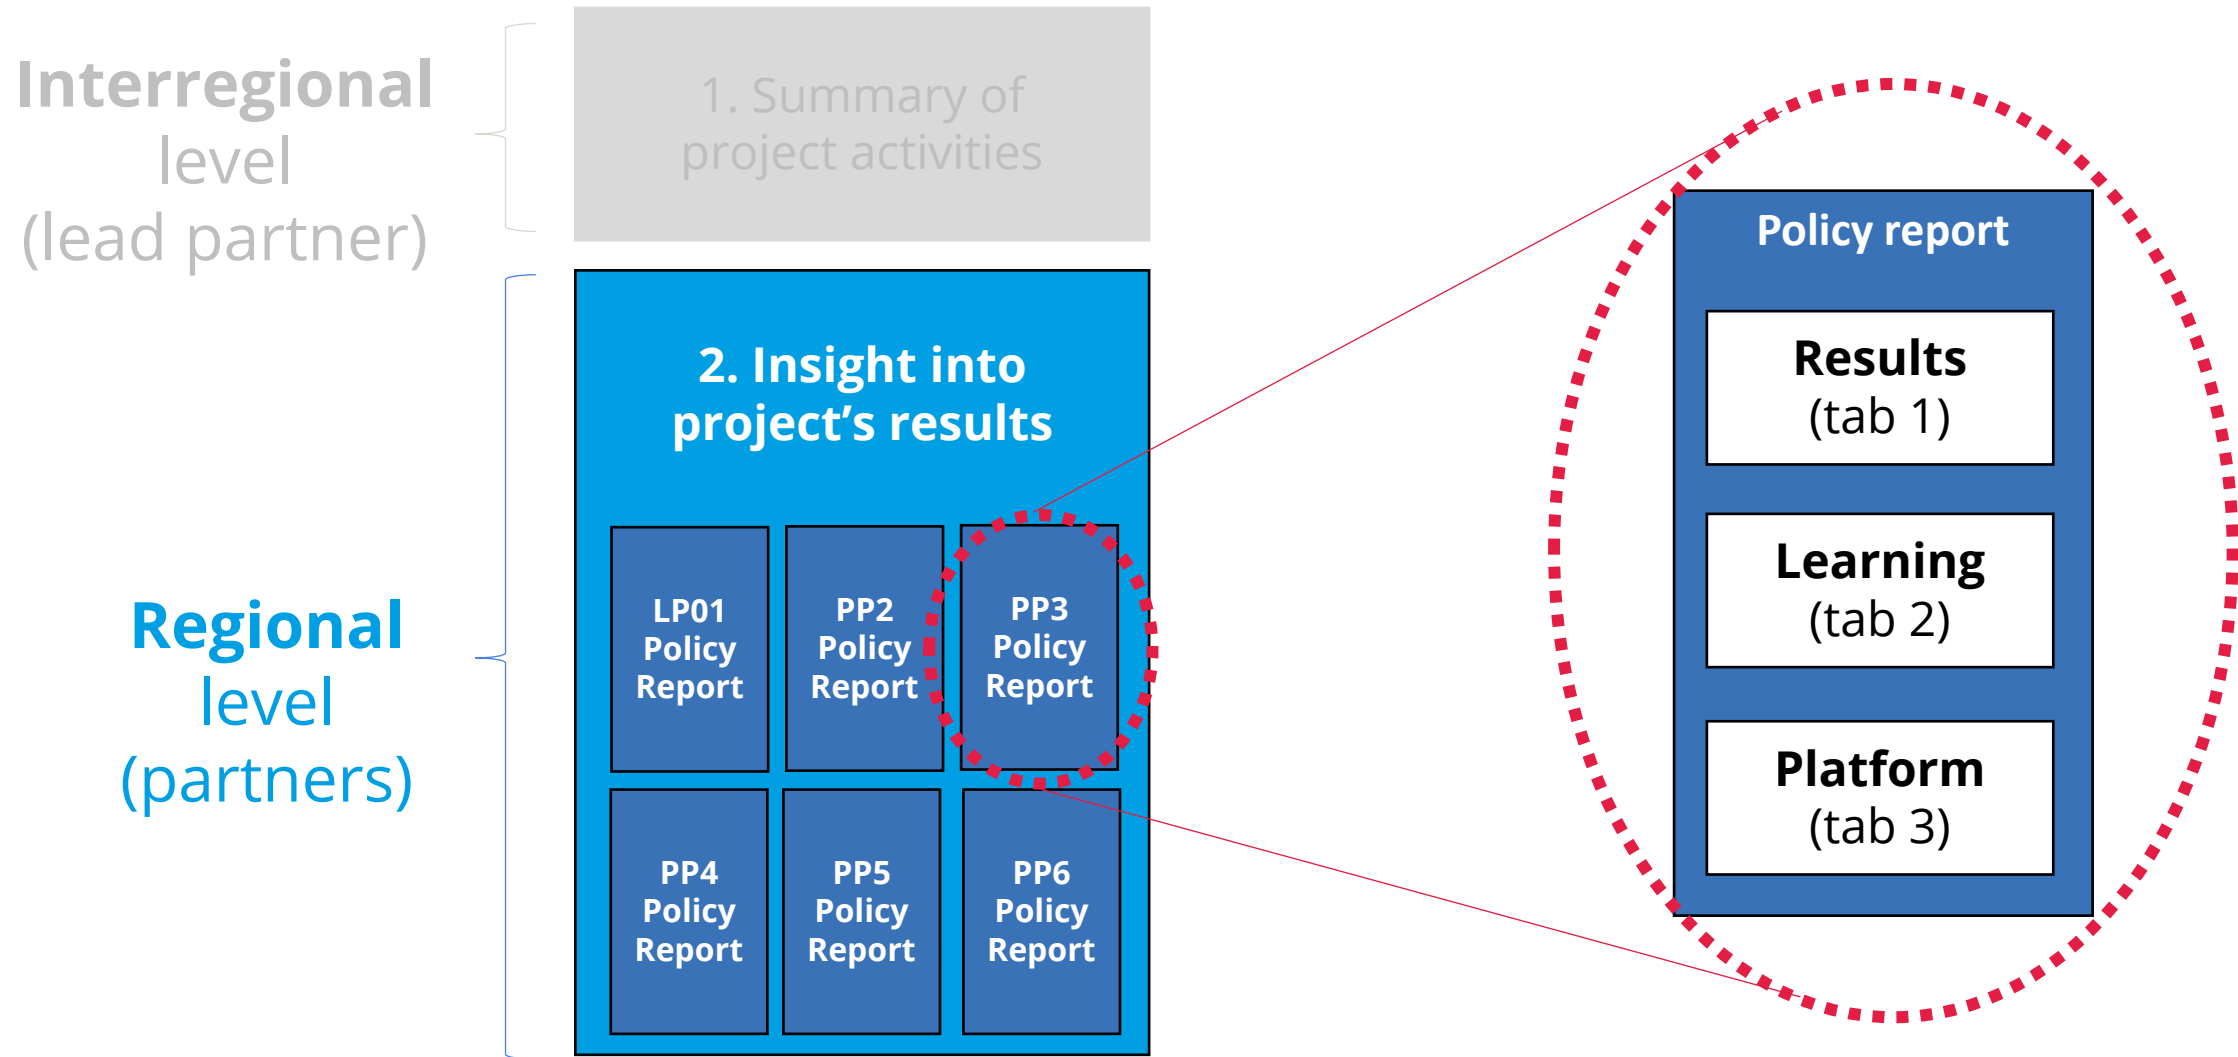 Interregional
level
(lead partner)
1. Summary of
project activities
Regional
level
(partners)
2. Insight into
project’s results
LP01
Policy
Report
PP2
Policy
Report
PP3
Policy
Report
PP4
Policy
Report
PP5
Policy
Report
PP6
Policy
Report
Policy report
Results
(tab 1)
Learning
(tab 2)
Platform
(tab 3)